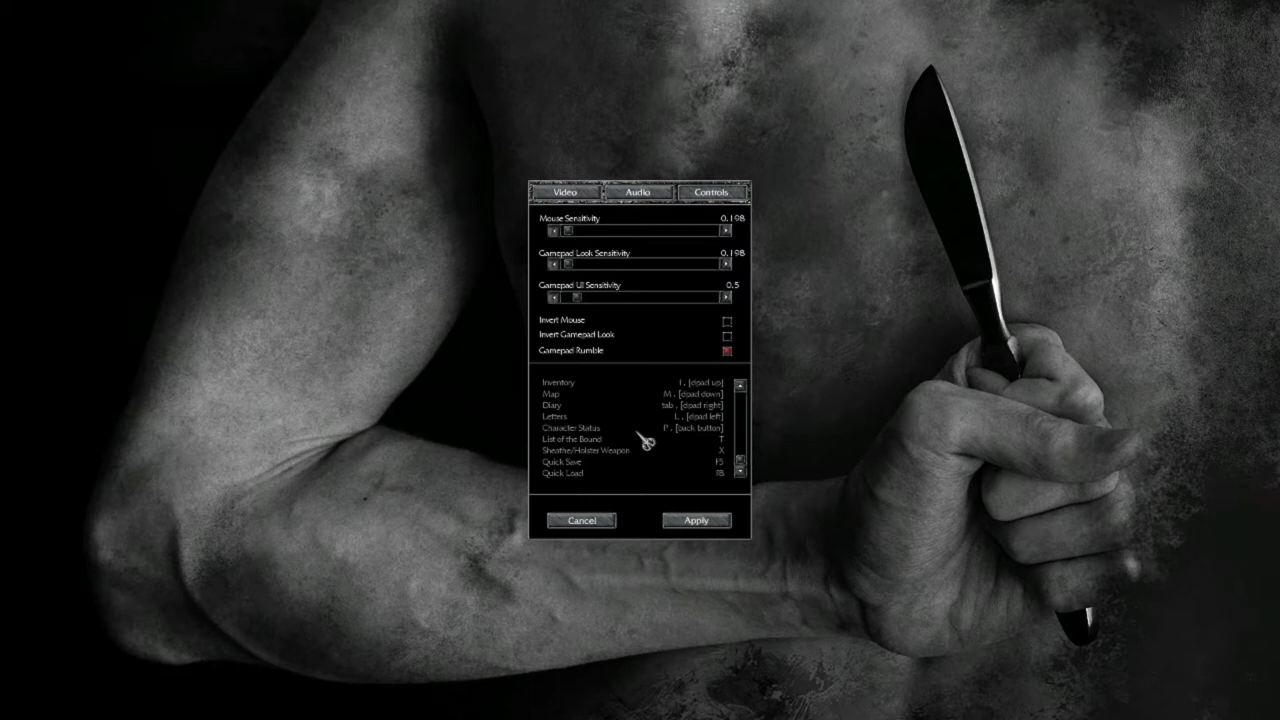 Video Audio Controls
Mouse Sensitivity 0.198
Gamepad Look Sensitivity 0.198
Gamepad UI Sensitivity 0.5
Invert Mouse
Invert Gamepad Look
Gamepad Rumble
Inventory I , [dpad up]
Map M , [dpad down]
Diary tab , [dpad right]
Letters L , [dpad left]
Character Status P , [back button]
List of the Bound T
Sheathe/Holster Weapon X
Quick Save F5
Quick Load F8
Cancel Apply